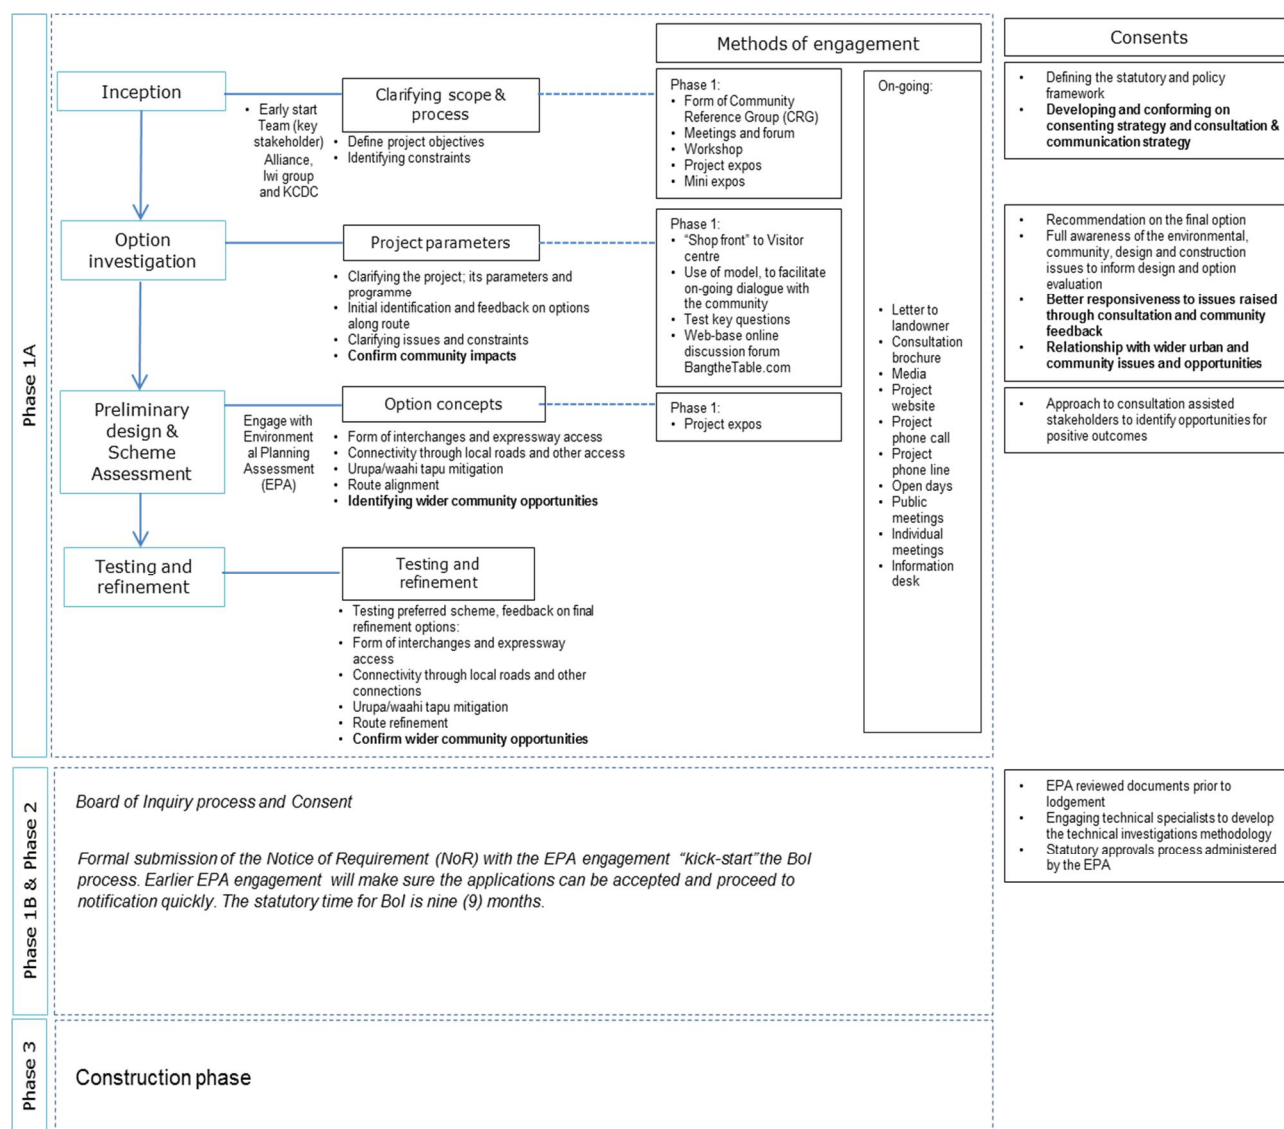 Methods of engagement
Consents
Phase 1A
Inception
• Early start
Team (key
stakeholder)
Alliance,
Iwi group
and KCDC
Clarifying scope &
process
• Define project objectives
• Identifying constraints
Phase 1:
• Form of Community
Reference Group (CRG)
• Meetings and forum
• Workshop
• Project expos
• Mini expos
On-going:
• Letter to
landowner
• Consultation
brochure
• Media
• Project
website
• Project
phone call
• Project
phone line
• Open days
• Public
meetings
• Individual
meetings
• Information
desk
• Defining the statutory and policy
framework
• Developing and conforming on
consenting strategy and consultation &
communication strategy
Option
investigation
Project parameters
• Clarifying the project; its parameters and
programme
• Initial identification and feedback on options
along route
• Clarifying issues and constraints
• Confirm community impacts
Phase 1:
• “Shop front” to Visitor
centre
• Use of model, to facilitate
on-going dialogue with
the community
• Test key questions
• Web-base online
discussion forum
BangtheTable.com
• Recommendation on the final option
• Full awareness of the environmental,
community, design and construction
issues to inform design and option
evaluation
• Better responsiveness to issues raised
through consultation and community
feedback
• Relationship with wider urban and
community issues and opportunities
Preliminary
design &
Scheme
Assessment
Engage with
Environment
al Planning
Assessment
(EPA)
Option concepts
• Form of interchanges and expressway access
• Connectivity through local roads and other access
• Urupa/waahi tapu mitigation
• Route alignment
• Identifying wider community opportunities
Phase 1:
• Project expos
• Approach to consultation assisted
stakeholders to identify opportunities for
positive outcomes
Testing and
refinement
Testing and
refinement
• Testing preferred scheme, feedback on final
refinement options:
• Form of interchanges and expressway
access
• Connectivity through local roads and other
connections
• Urupa/waahi tapu mitigation
• Route refinement
• Confirm wider community opportunities
Phase 1B & Phase 2
Board of Inquiry process and Consent
Formal submission of the Notice of Requirement (NoR) with the EPA engagement “kick-start”the BoI
process. Earlier EPA engagement will make sure the applications can be accepted and proceed to
notification quickly. The statutory time for BoI is nine (9) months.
• EPA reviewed documents prior to
lodgement
• Engaging technical specialists to develop
the technical investigations methodology
• Statutory approvals process administered
by the EPA
Phase 3
Construction phase